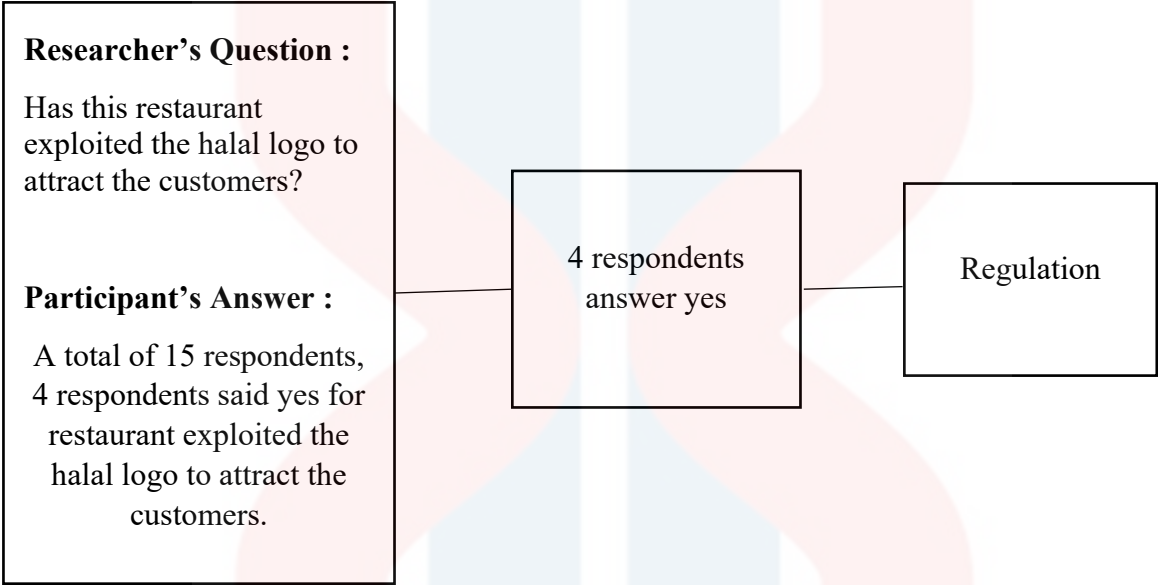 Researcher’s Question :
Has this restaurant
exploited the halal logo to
attract the customers?
Participant’s Answer :
A total of 15 respondents,
4 respondents said yes for
restaurant exploited the
halal logo to attract the
customers.
4 respondents
answer yes
Regulation